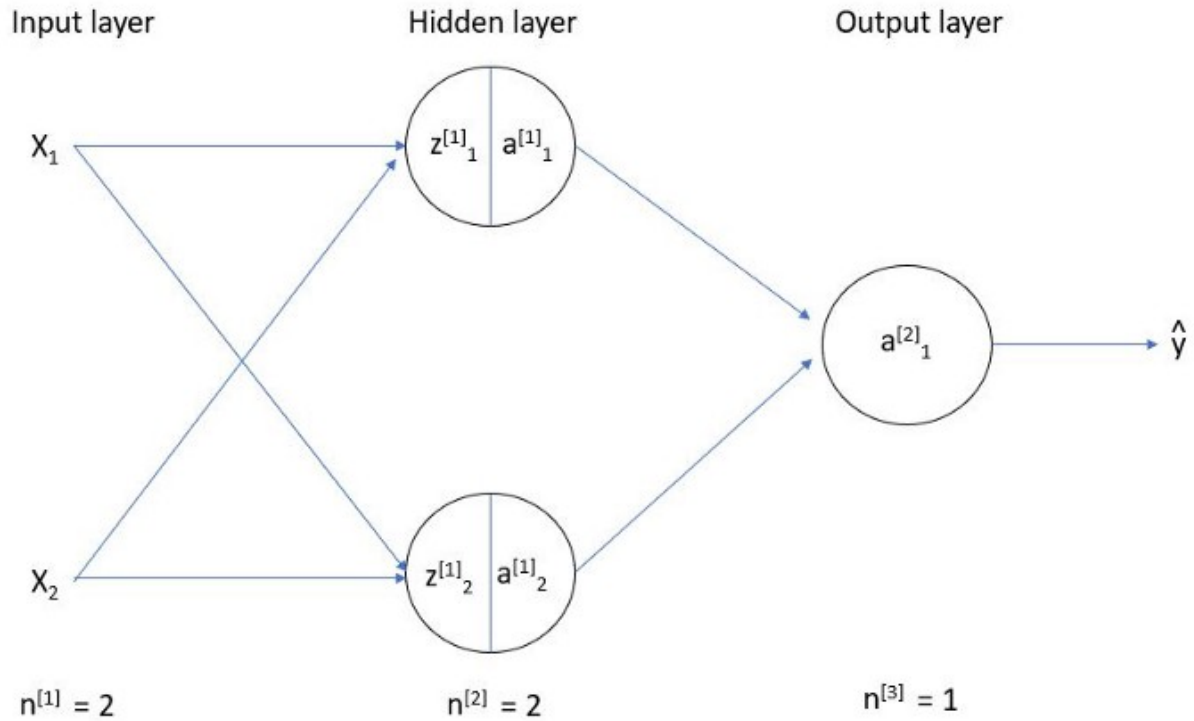 Input layer
Hidden layer
Output layer
X₁
z[1]₁
a[1]₁
a[2]₁
ŷ
X₂
z[1]₂
a[1]₂
n[1] = 2
n[2] = 2
n[3] = 1